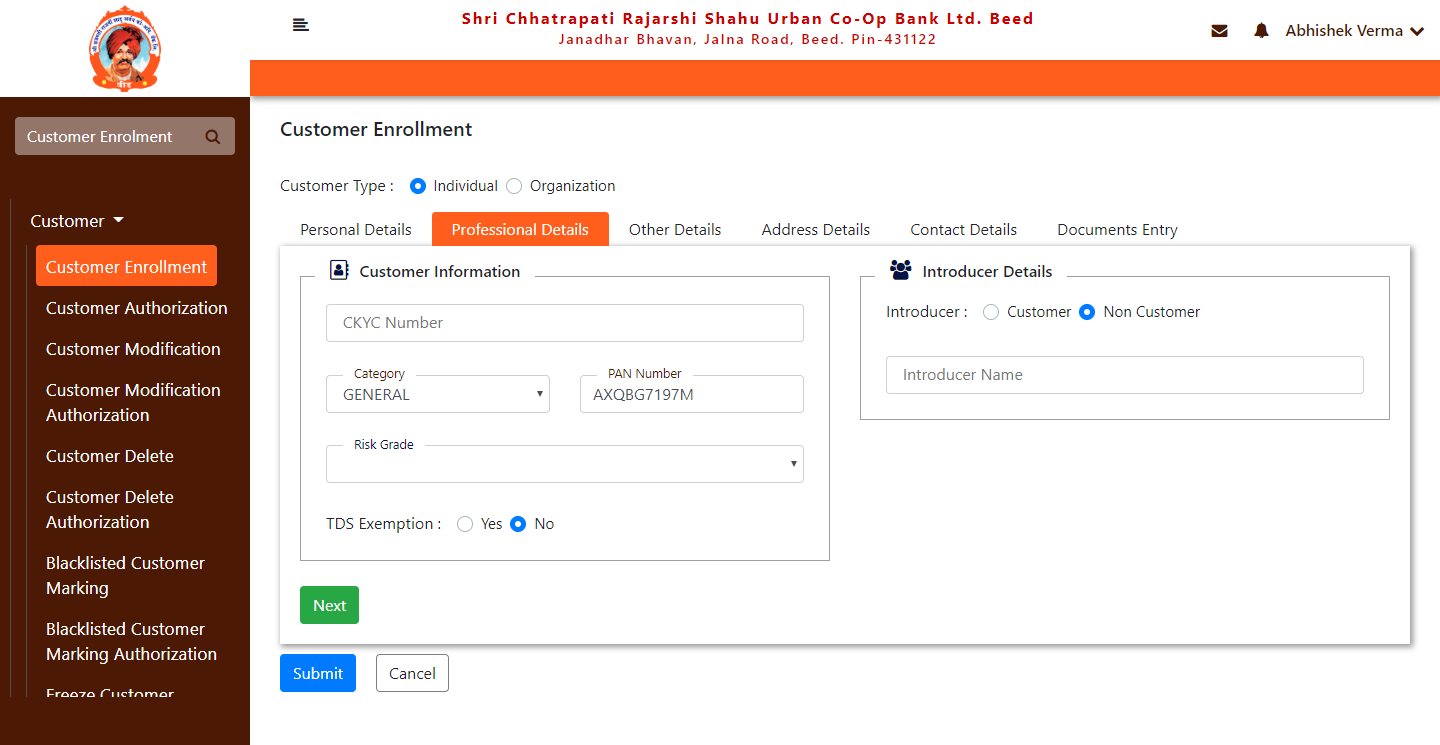 Shri Chhatrapati Rajarshi Shahu Urban Co-Op Bank Ltd. Beed
Janadhar Bhavan, Jalna Road, Beed. Pin-431122
Abhishek Verma
बीड
Customer Enrolment
Customer
Customer Enrollment
Customer Authorization
Customer Modification
Customer Modification
Authorization
Customer Delete
Customer Delete
Authorization
Blacklisted Customer
Marking
Blacklisted Customer
Marking Authorization
Freeze Customer
Customer Enrollment
Customer Type : Individual Organization
Personal Details Professional Details Other Details Address Details Contact Details Documents Entry
Customer Information
CKYC Number
Category
GENERAL
PAN Number
AXQBG7197M
Risk Grade
TDS Exemption : Yes No
Introducer Details
Introducer : Customer Non Customer
Introducer Name
Next
Submit Cancel